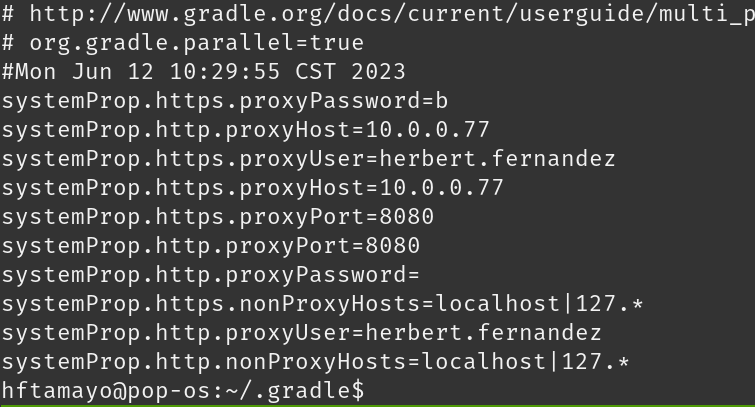 # http://www.gradle.org/docs/current/userguide/multi_p
# org.gradle.parallel=true
#Mon Jun 12 10:29:55 CST 2023
systemProp.https.proxyPassword=b
systemProp.http.proxyHost=10.0.0.77
systemProp.https.proxyUser=herbert.fernandez
systemProp.https.proxyHost=10.0.0.77
systemProp.https.proxyPort=8080
systemProp.http.proxyPort=8080
systemProp.http.proxyPassword=
systemProp.https.nonProxyHosts=localhost|127.*
systemProp.http.proxyUser=herbert.fernandez
systemProp.http.nonProxyHosts=localhost|127.*
hftamayo@pop-os:~/.gradle$